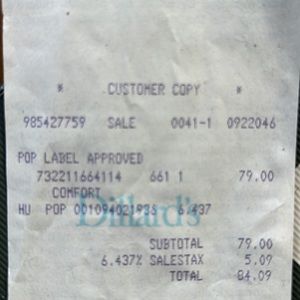 * CUSTOMER COPY *
985427759 SALE 0041-1 0922046
POP LABEL APPROVED
732211664114 661 1 79.00
COMFORT
Dillard's
HU POP 001094021936 6.437
SUBTOTAL 79.00
6.437% SALESTAX 5.09
TOTAL 84.09